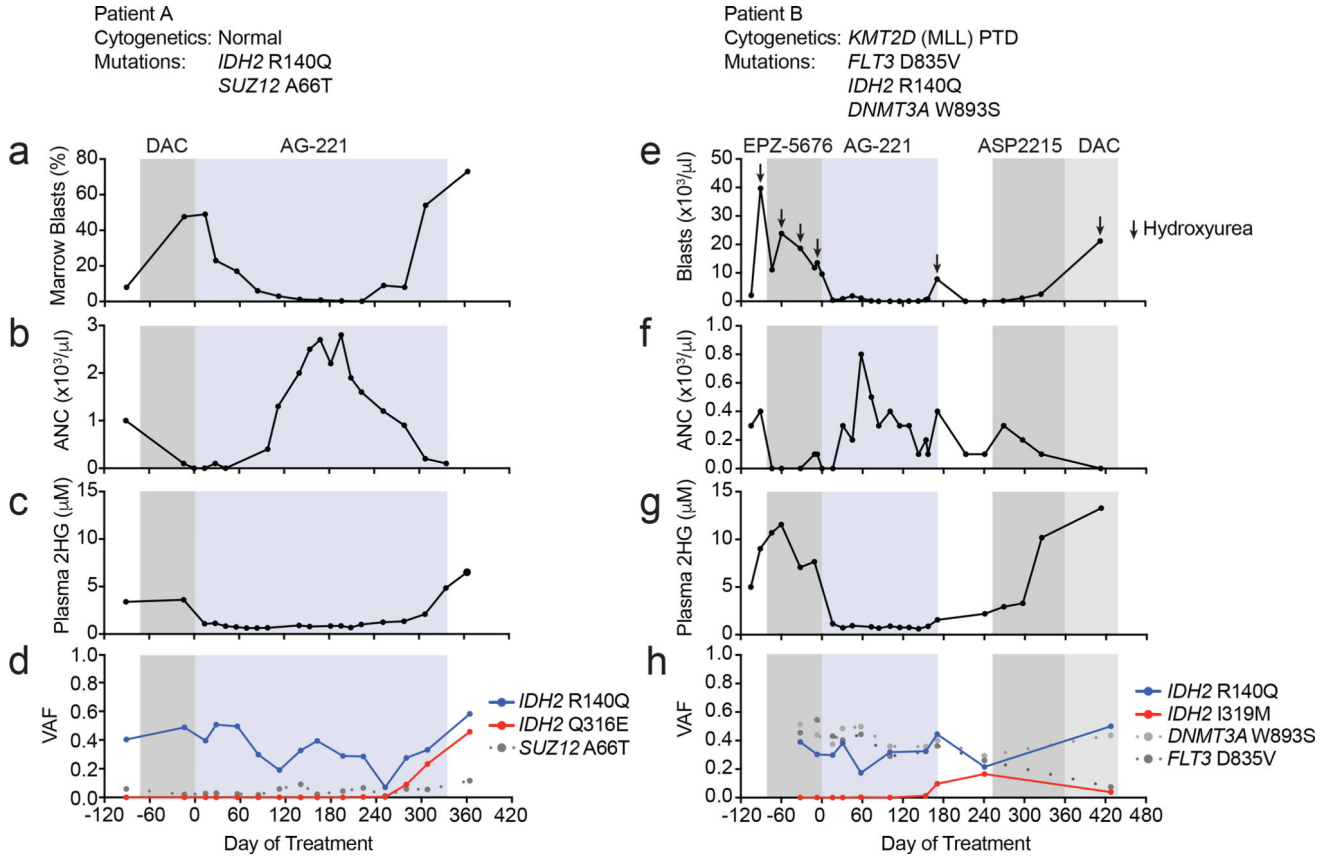 Patient A
Cytogenetics: Normal
Mutations: IDH2 R140Q
SUZ12 A66T
Patient B
Cytogenetics: KMT2D (MLL) PTD
Mutations: FLT3 D835V
IDH2 R140Q
DNMT3A W893S
a
DAC AG-221
Marrow Blasts (%)
80
60
40
20
0
b
ANC (x10³/µl)
3
2
1
0
c
Plasma 2HG (µM)
15
10
5
0
d
VAF
1.0
0.8
0.6
0.4
0.2
0.0
IDH2 R140Q
IDH2 Q316E
SUZ12 A66T
-120 -60 0 60 120 180 240 300 360 420
Day of Treatment
e
EPZ-5676 AG-221 ASP2215 DAC
Blasts (x10³/µl)
50
40
30
20
10
0
↓ Hydroxyurea
f
ANC (x10³/µl)
1.0
0.8
0.6
0.4
0.2
0.0
g
Plasma 2HG (µM)
15
10
5
0
h
VAF
1.0
0.8
0.6
0.4
0.2
0.0
IDH2 R140Q
IDH2 I319M
DNMT3A W893S
FLT3 D835V
-120 -60 0 60 120 180 240 300 360 420 480
Day of Treatment